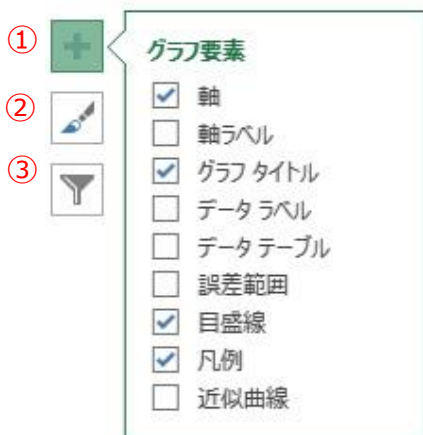 ①
グラフ要素
軸
②
軸ラベル
③
グラフ タイトル
データ ラベル
データ テーブル
誤差範囲
目盛線
凡例
近似曲線